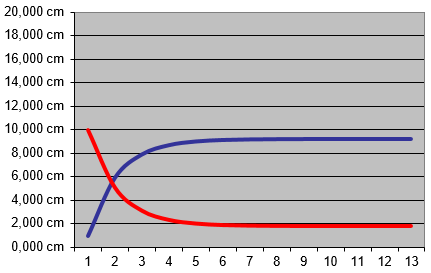 20,000 cm
18,000 cm
16,000 cm
14,000 cm
12,000 cm
10,000 cm
8,000 cm
6,000 cm
4,000 cm
2,000 cm
0,000 cm
1 2 3 4 5 6 7 8 9 10 11 12 13